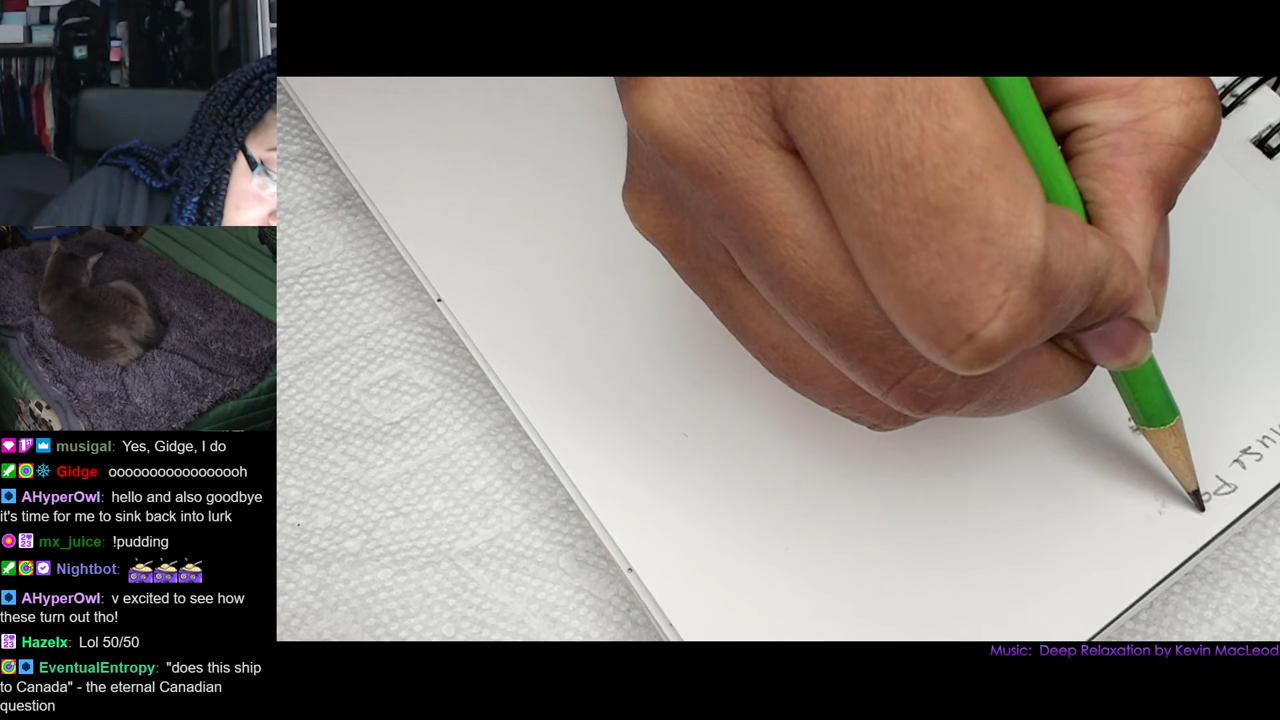 musigal: Yes, Gidge, I do
Gidge: ooooooooooooooooh
AHyperOwl: hello and also goodbye
it's time for me to sink back into lurk
mx_juice: !pudding
Nightbot:
AHyperOwl: v excited to see how
these turn out tho!
Hazelx: Lol 50/50
EventualEntropy: "does this ship
to Canada" - the eternal Canadian
question
Music: Deep Relaxation by Kevin MacLeod